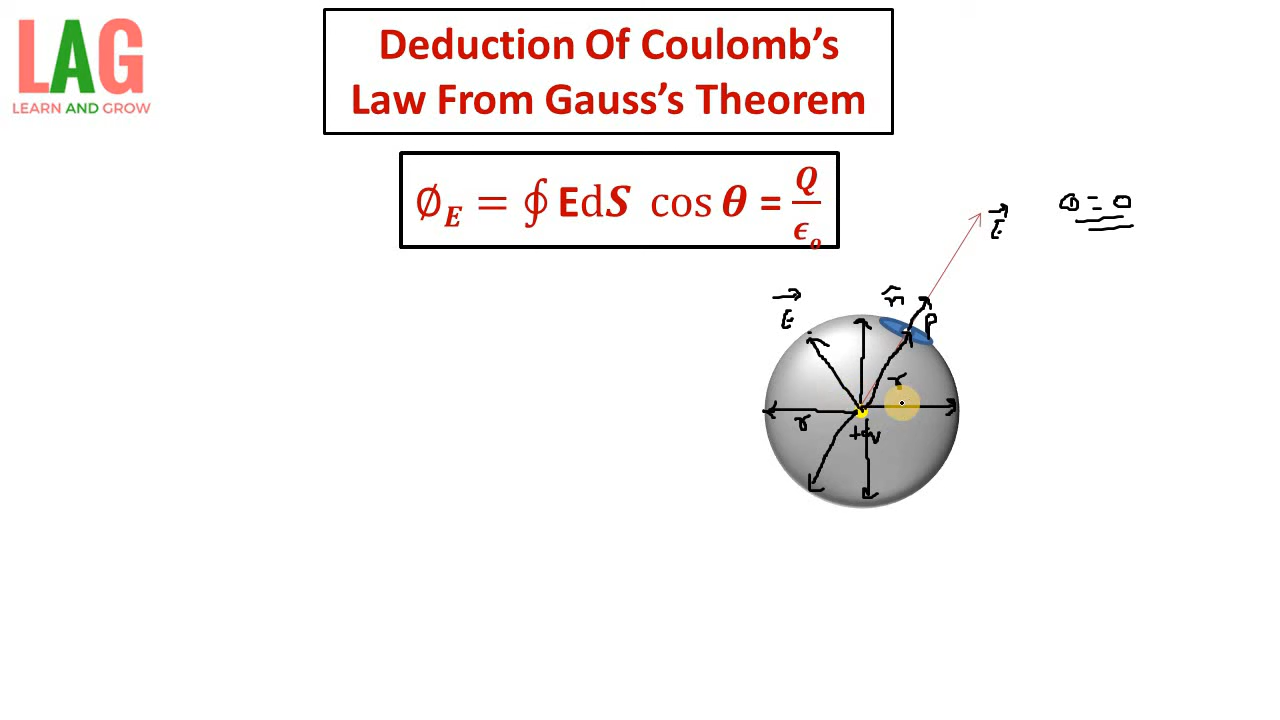 LAG
LEARN AND GROW
Deduction Of Coulomb’s
Law From Gauss’s Theorem
∅_E = ∮ EdS cos θ = Q/ϵ₀
E⃗
θ = 0
E⃗
n̂
P
r
r